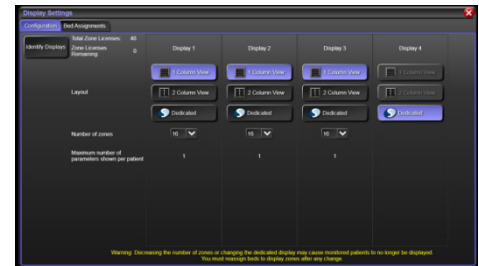 Display Settings
Configuration Bed Assignments
Identify Displays
Total Zone Licenses: 40
Zone Licenses Remaining: 0
Display 1 Display 2 Display 3 Display 4
Layout
1 Column View 1 Column View 1 Column View 1 Column View
2 Column View 2 Column View 2 Column View 2 Column View
Dedicated Dedicated Dedicated Dedicated
Number of zones 16 16 16
Maximum number of
parameters shown per patient 1 1 1
Warning: Decreasing the number of zones or changing the dedicated display may cause monitored patients to no longer be displayed.
You must reassign beds to display zones after any change.